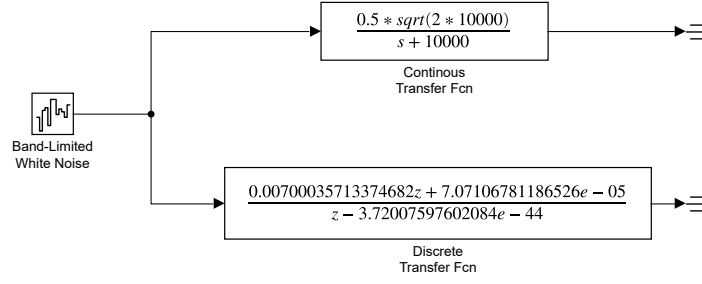 0.5 * sqrt(2 * 10000)
s + 10000
Continous
Transfer Fcn
Band-Limited
White Noise
0.00700035713374682z + 7.07106781186526e − 05
z − 3.72007597602084e − 44
Discrete
Transfer Fcn